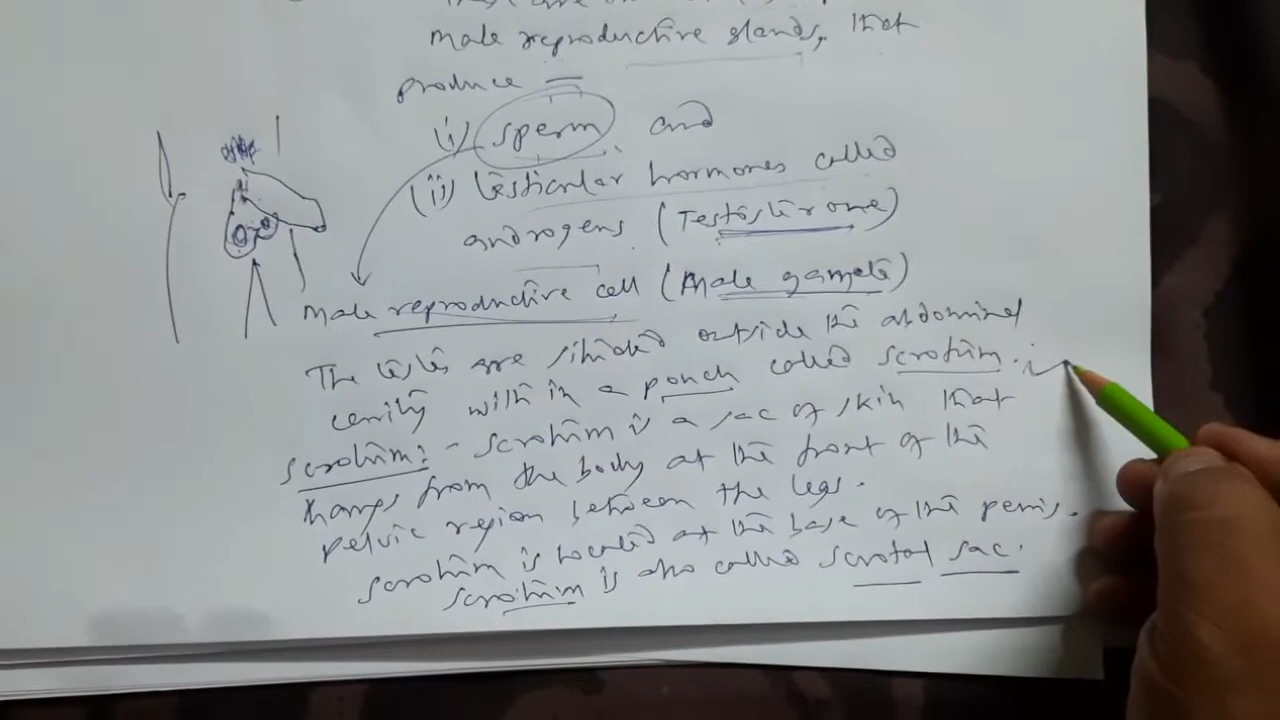 male reproductive glands, that
produce =
(i) sperm and
(ii) testicular hormones called
androgens (Testosterone)
male reproductive cell (Male gamete)
The testes are situated outside the abdominal
cavity with in a pouch called scrotum.
scrotum:- scrotum is a sac of skin that
hangs from the body at the front of the
pelvic region between the legs.
scrotum is located at the base of the penis.
scrotum is also called scrotal sac.